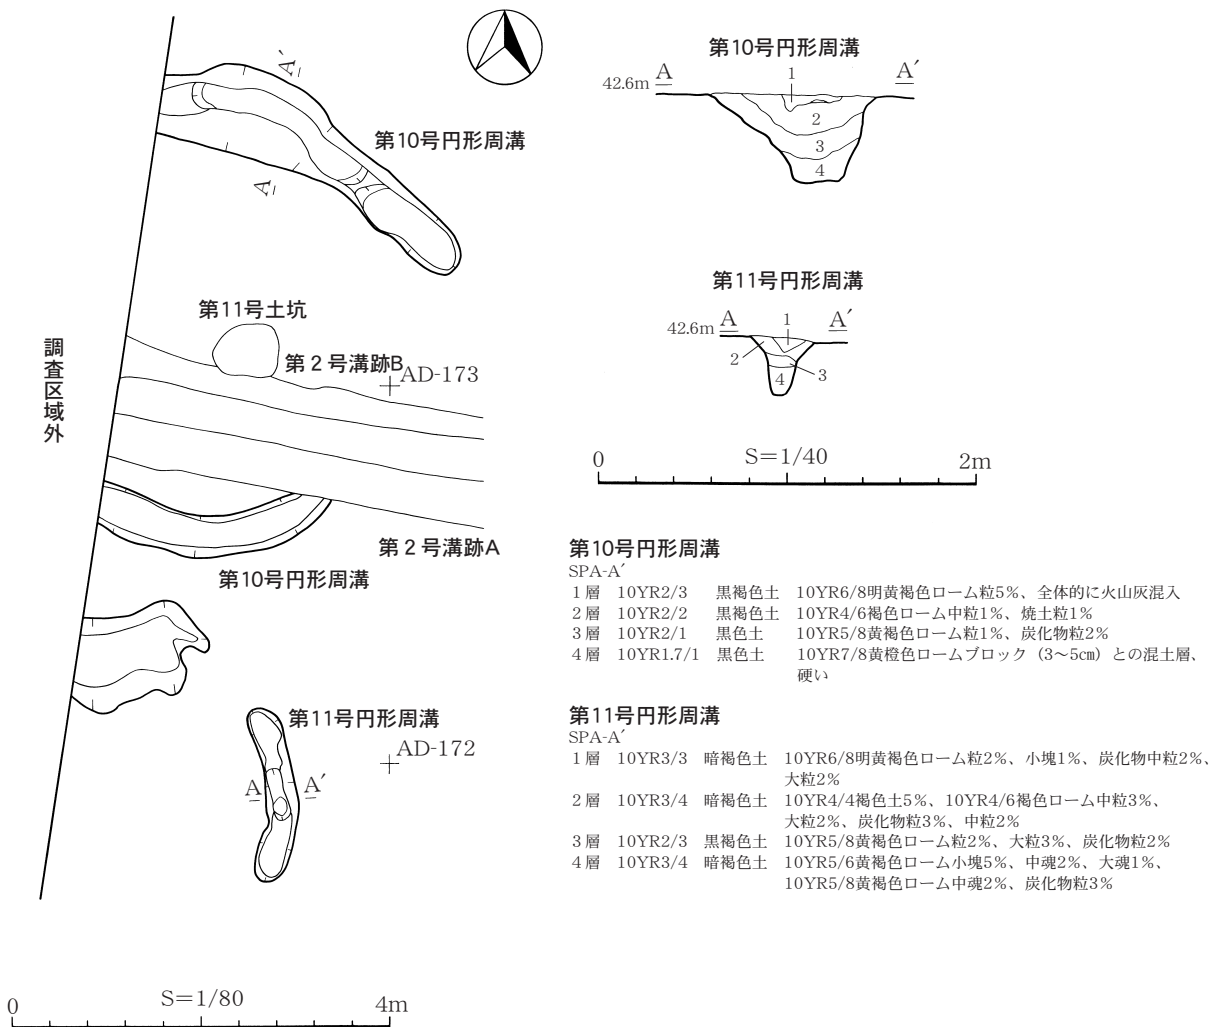 第10号円形周溝
A
A′
第11号土坑
第２号溝跡B
AD-173
調査区域外
第２号溝跡A
第10号円形周溝
第11号円形周溝
AD-172
A
A′
0
S＝1/80
4m
第10号円形周溝
42.6m
A
A′
1
2
3
4
第11号円形周溝
42.6m
A
A′
1
2
3
4
0
S＝1/40
2m
第10号円形周溝
SPA-A′
１層 10YR2/3 黒褐色土 10YR6/8明黄褐色ローム粒5％、全体的に火山灰混入
２層 10YR2/2 黒褐色土 10YR4/6褐色ローム中粒1％、焼土粒1％
３層 10YR2/1 黒色土 10YR5/8黄褐色ローム粒1％、炭化物粒2％
４層 10YR1.7/1 黒色土 10YR7/8黄橙色ロームブロック（3～5㎝）との混土層、
硬い
第11号円形周溝
SPA-A′
１層 10YR3/3 暗褐色土 10YR6/8明黄褐色ローム粒2％、小塊1％、炭化物中粒2％、
大粒2％
２層 10YR3/4 暗褐色土 10YR4/4褐色土5％、10YR4/6褐色ローム中粒3％、
大粒2％、炭化物粒3％、中粒2％
３層 10YR2/3 黒褐色土 10YR5/8黄褐色ローム粒2％、大粒3％、炭化物粒2％
４層 10YR3/4 暗褐色土 10YR5/6黄褐色ローム小塊5％、中魂2％、大魂1％、
10YR5/8黄褐色ローム中魂2％、炭化物粒3％